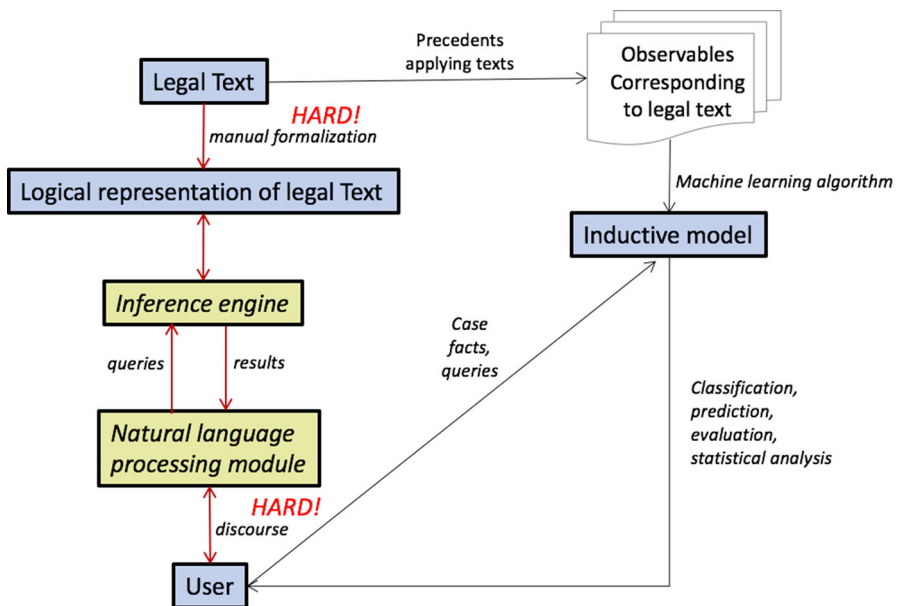 Precedents
applying texts
Observables
Corresponding
to legal text
Legal Text
HARD!
manual formalization
Machine learning algorithm
Logical representation of legal Text
Inductive model
Inference engine
Case
facts,
queries
queries
results
Classification,
prediction,
evaluation,
statistical analysis
Natural language
processing module
HARD!
discourse
User